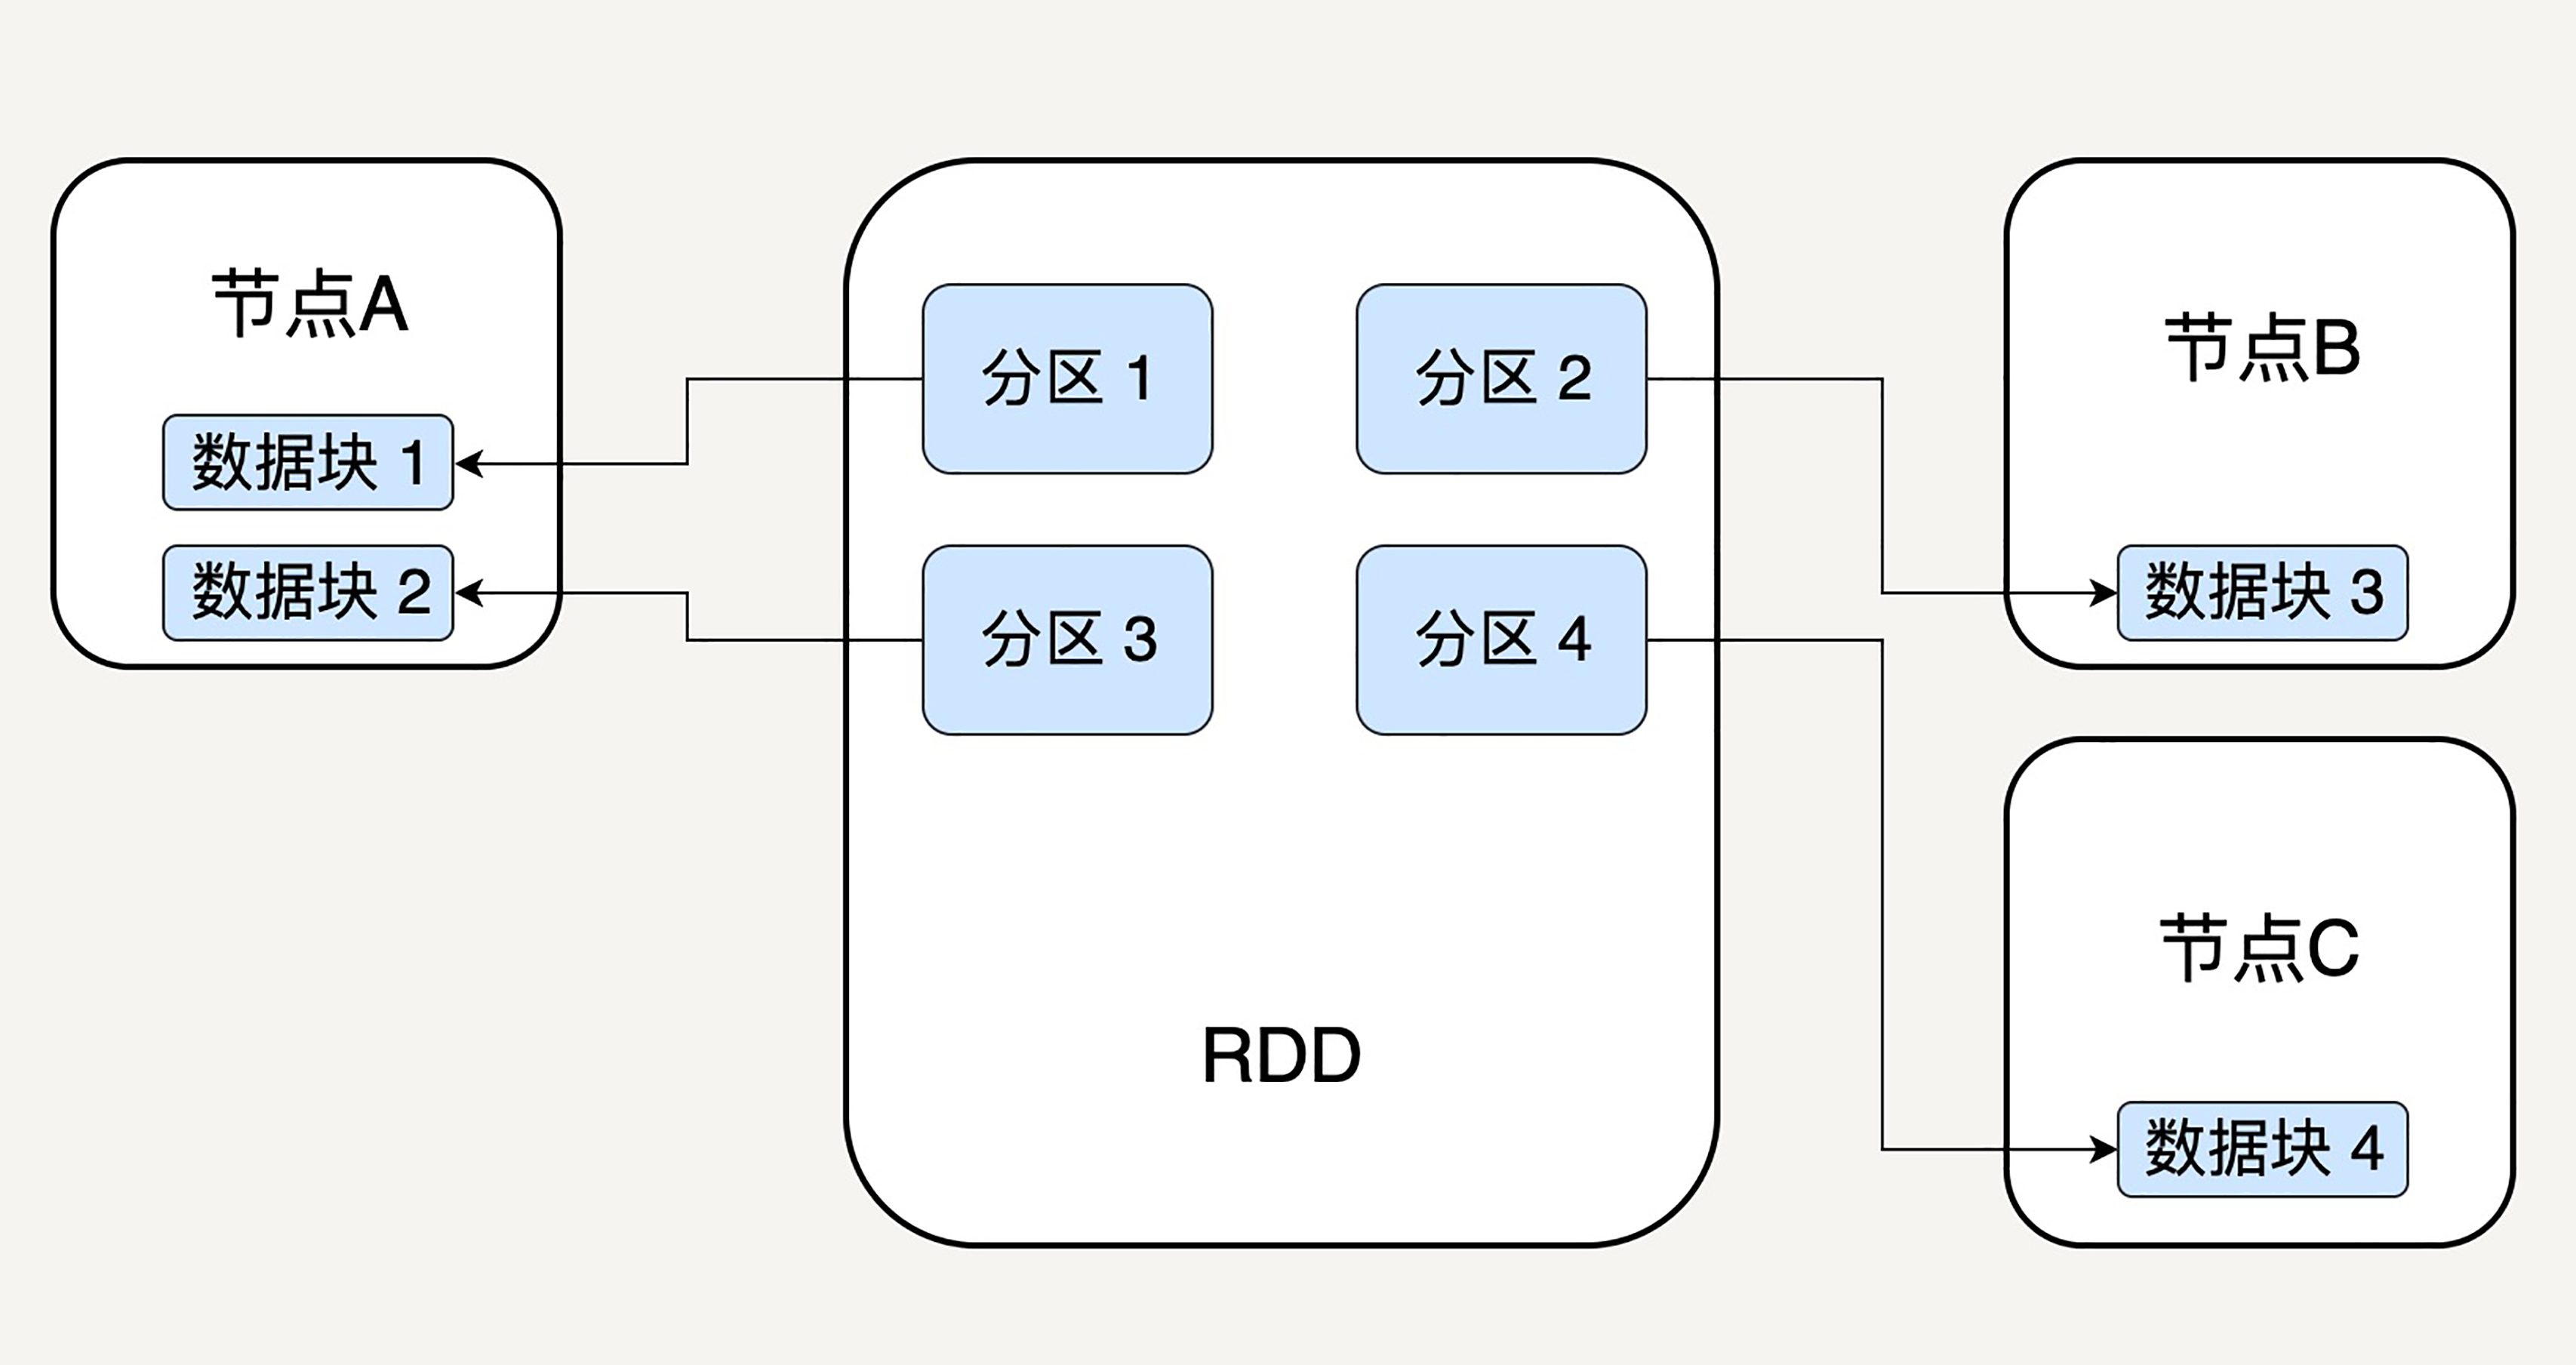 节点A
数据块 1
数据块 2
分区 1
分区 2
分区 3
分区 4
RDD
节点B
数据块 3
节点C
数据块 4